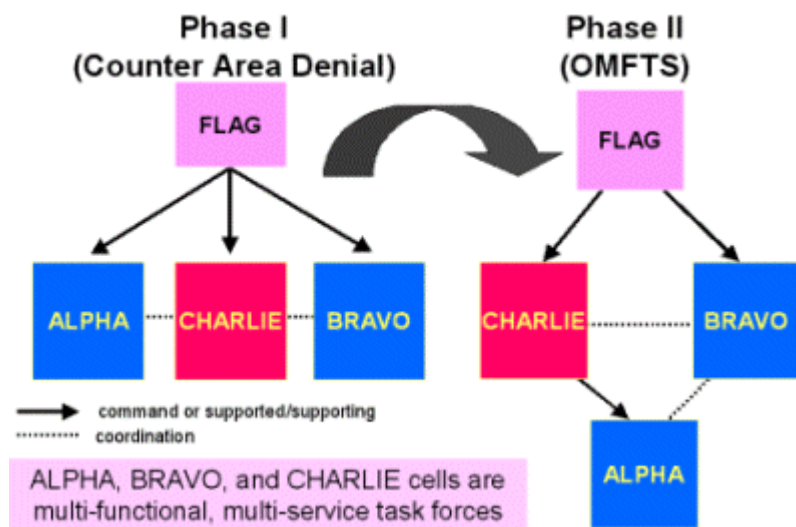 Phase I
(Counter Area Denial)
Phase II
(OMFTS)
FLAG
FLAG
ALPHA
CHARLIE
BRAVO
CHARLIE
BRAVO
command or supported/supporting
coordination
ALPHA
ALPHA, BRAVO, and CHARLIE cells are
multi-functional, multi-service task forces